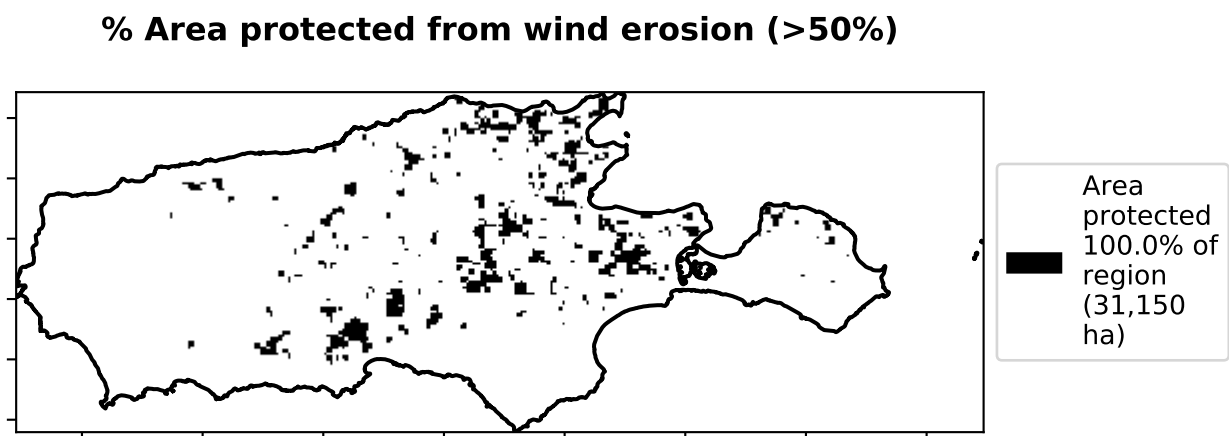 % Area protected from wind erosion (>50%)
Area
protected
100.0% of
region
(31,150
ha)